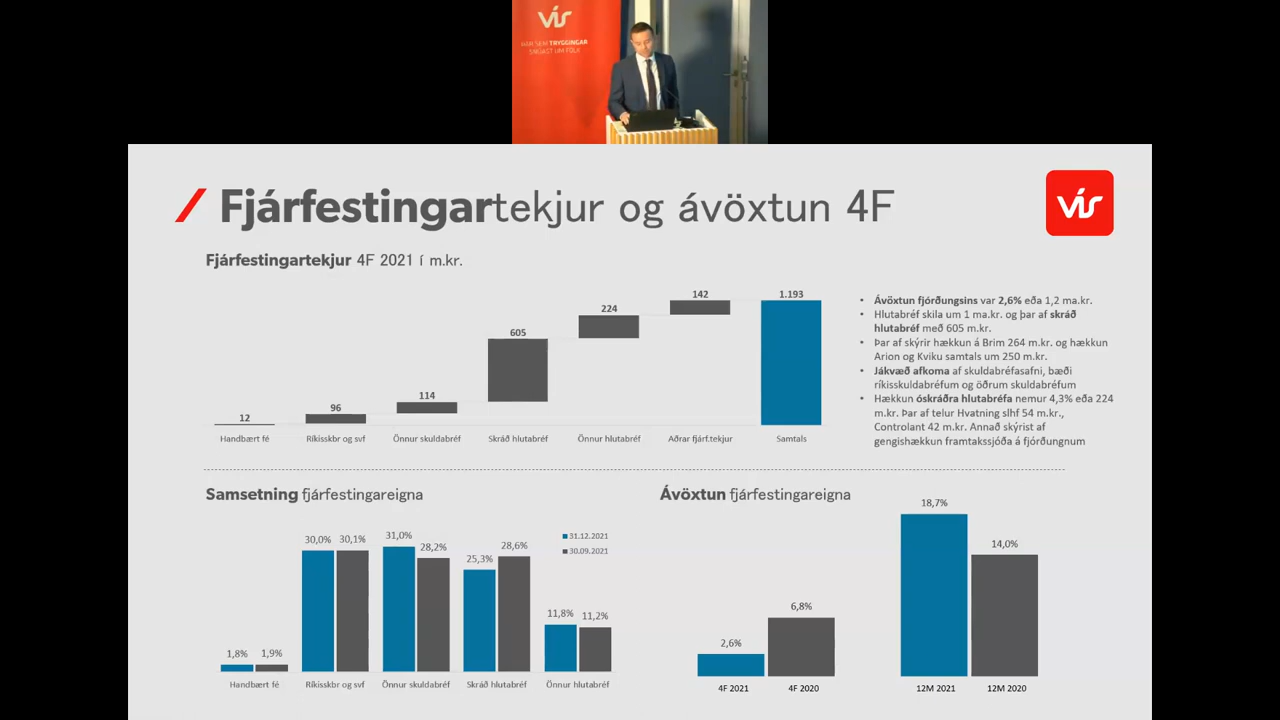 vís
ÞAR SEM TRYGGINGAR
SNÚAST UM FÓLK
Fjárfestingartekjur og ávöxtun 4F
vís
Fjárfestingartekjur 4F 2021 í m.kr.
12
96
114
605
224
142
1.193
Handbært fé
Ríkisskbr og svf
Önnur skuldabréf
Skráð hlutabréf
Önnur hlutabréf
Aðrar fjárf.tekjur
Samtals
• Ávöxtun fjórðungsins var 2,6% eða 1,2 ma.kr.
• Hlutabréf skila um 1 ma.kr. og þar af skráð
hlutabréf með 605 m.kr.
• Þar af skýrir hækkun á Brim 264 m.kr. og hækkun
Arion og Kviku samtals um 250 m.kr.
• Jákvæð afkoma af skuldabréfasafni, bæði
ríkisskuldabréfum og öðrum skuldabréfum
• Hækkun óskráðra hlutabréfa nemur 4,3% eða 224
m.kr. Þar af telur Hvatning slhf 54 m.kr.,
Controlant 42 m.kr. Annað skýrist af
gengishækkun framtakssjóða á fjórðungnum
Samsetning fjárfestingareigna
31.12.2021
30.09.2021
1,8% 1,9%
30,0% 30,1%
31,0% 28,2%
25,3% 28,6%
11,8% 11,2%
Handbært fé
Ríkisskbr og svf
Önnur skuldabréf
Skráð hlutabréf
Önnur hlutabréf
Ávöxtun fjárfestingareigna
2,6%
6,8%
18,7%
14,0%
4F 2021
4F 2020
12M 2021
12M 2020